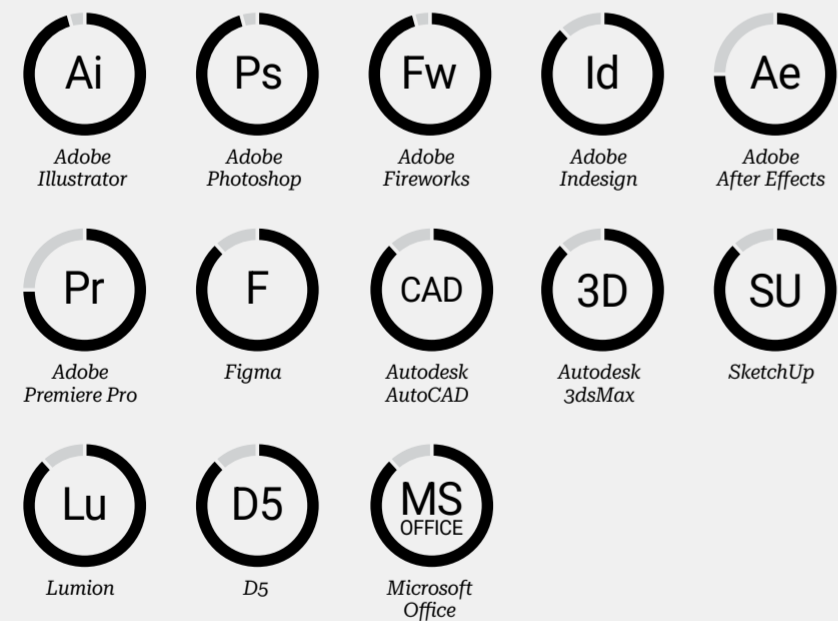 Ai
Adobe
Illustrator
Ps
Adobe
Photoshop
Fw
Adobe
Fireworks
Id
Adobe
Indesign
Ae
Adobe
After Effects
Pr
Adobe
Premiere Pro
F
Figma
CAD
Autodesk
AutoCAD
3D
Autodesk
3dsMax
SU
SketchUp
Lu
Lumion
D5
D5
MS
OFFICE
Microsoft
Office